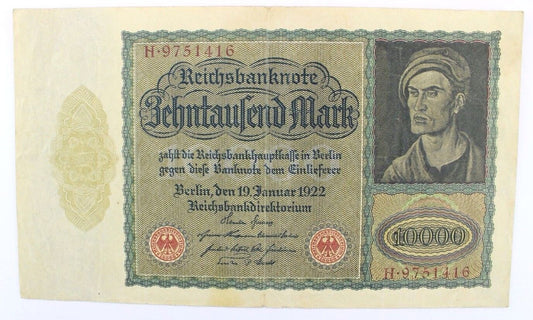 H·9751416
Reichsbanknote
Zehntausend Mark
zahlt die Reichsbankhauptkasse in Berlin
gegen diese Banknote dem Einlieferer
Berlin, den 19. Januar 1922
Reichsbankdirektorium
10000
H·9751416